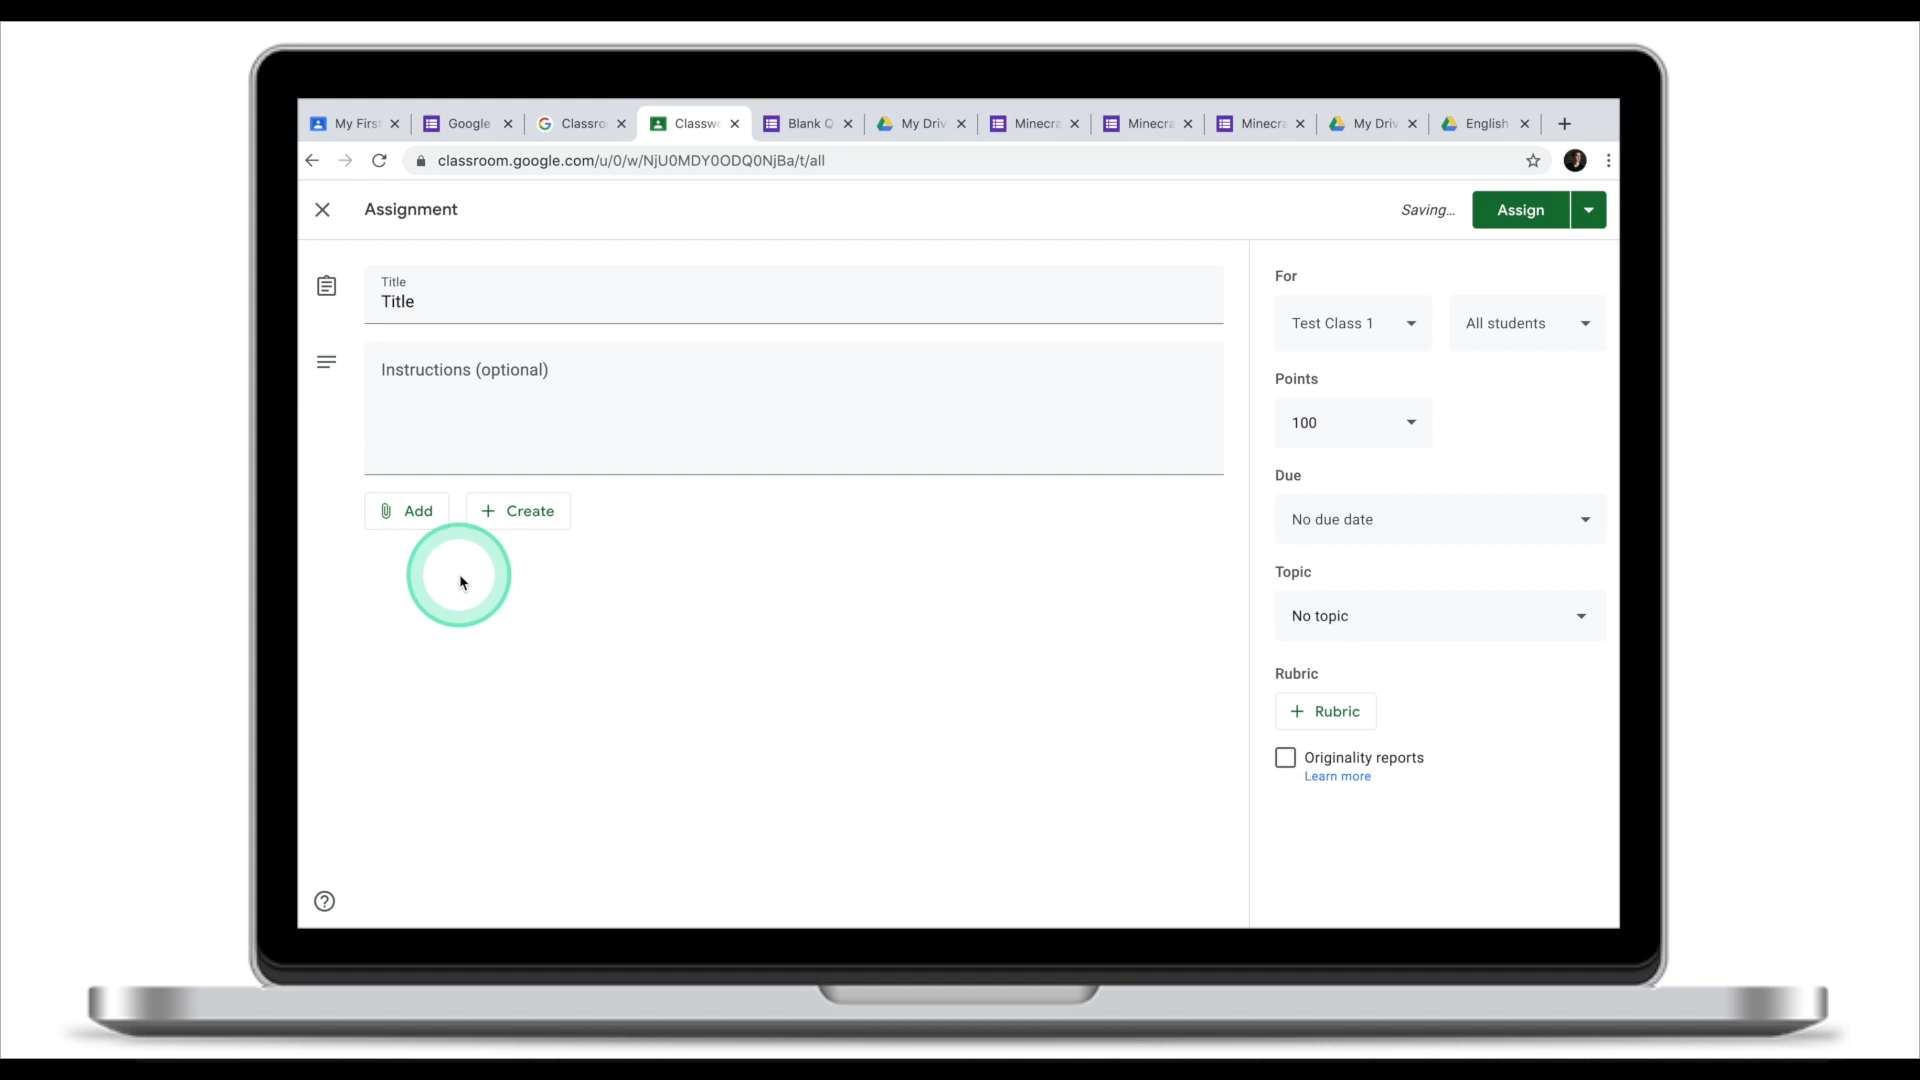 My First Google Classro Classwo Blank Q My Driv Minecra Minecra Minecra My Driv English
classroom.google.com/u/0/w/NjU0MDY0ODQ0NjBa/t/all
Assignment Saving... Assign
Title
Title
Instructions (optional)
Add Create
For
Test Class 1 All students
Points
100
Due
No due date
Topic
No topic
Rubric
Rubric
Originality reports
Learn more